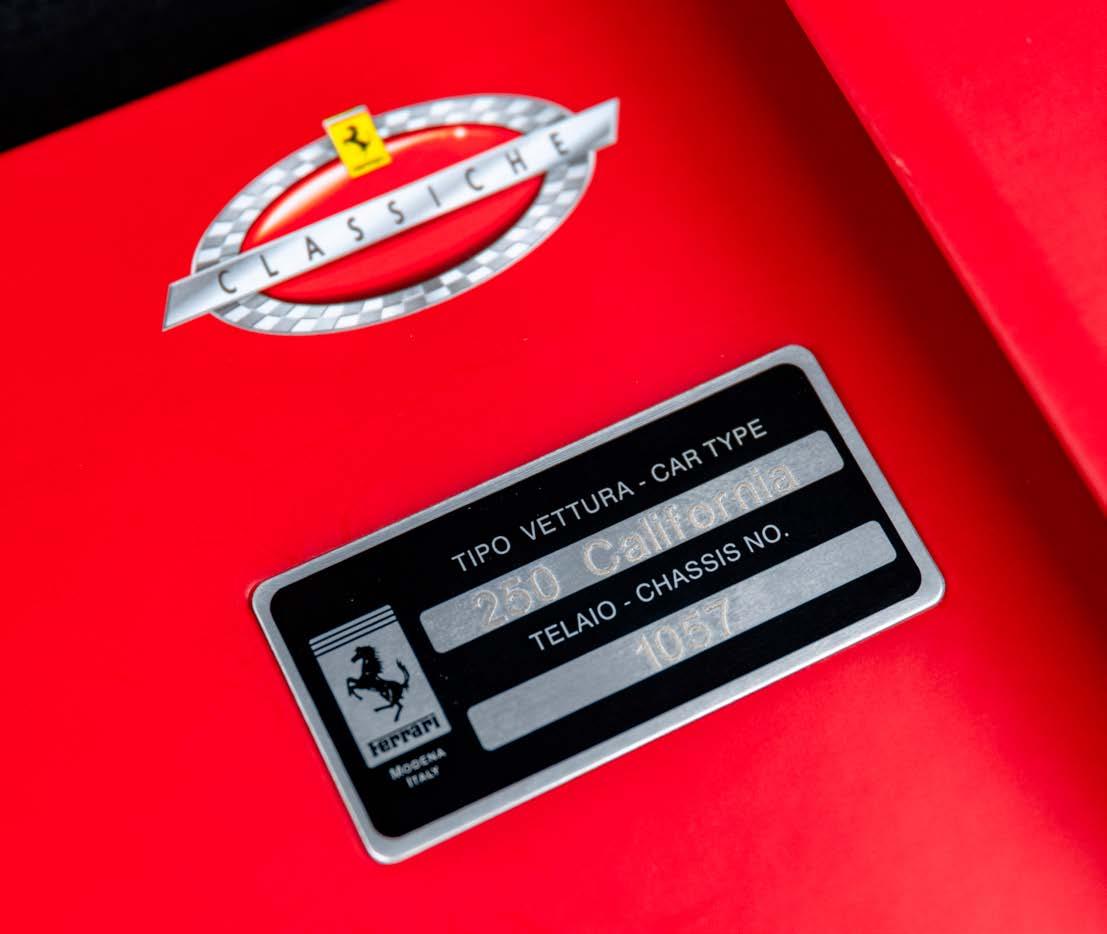 CLASSICHE
TIPO VETTURA - CAR TYPE
250 California
TELAIO - CHASSIS NO.
1057
Ferrari
MODENA
ITALY